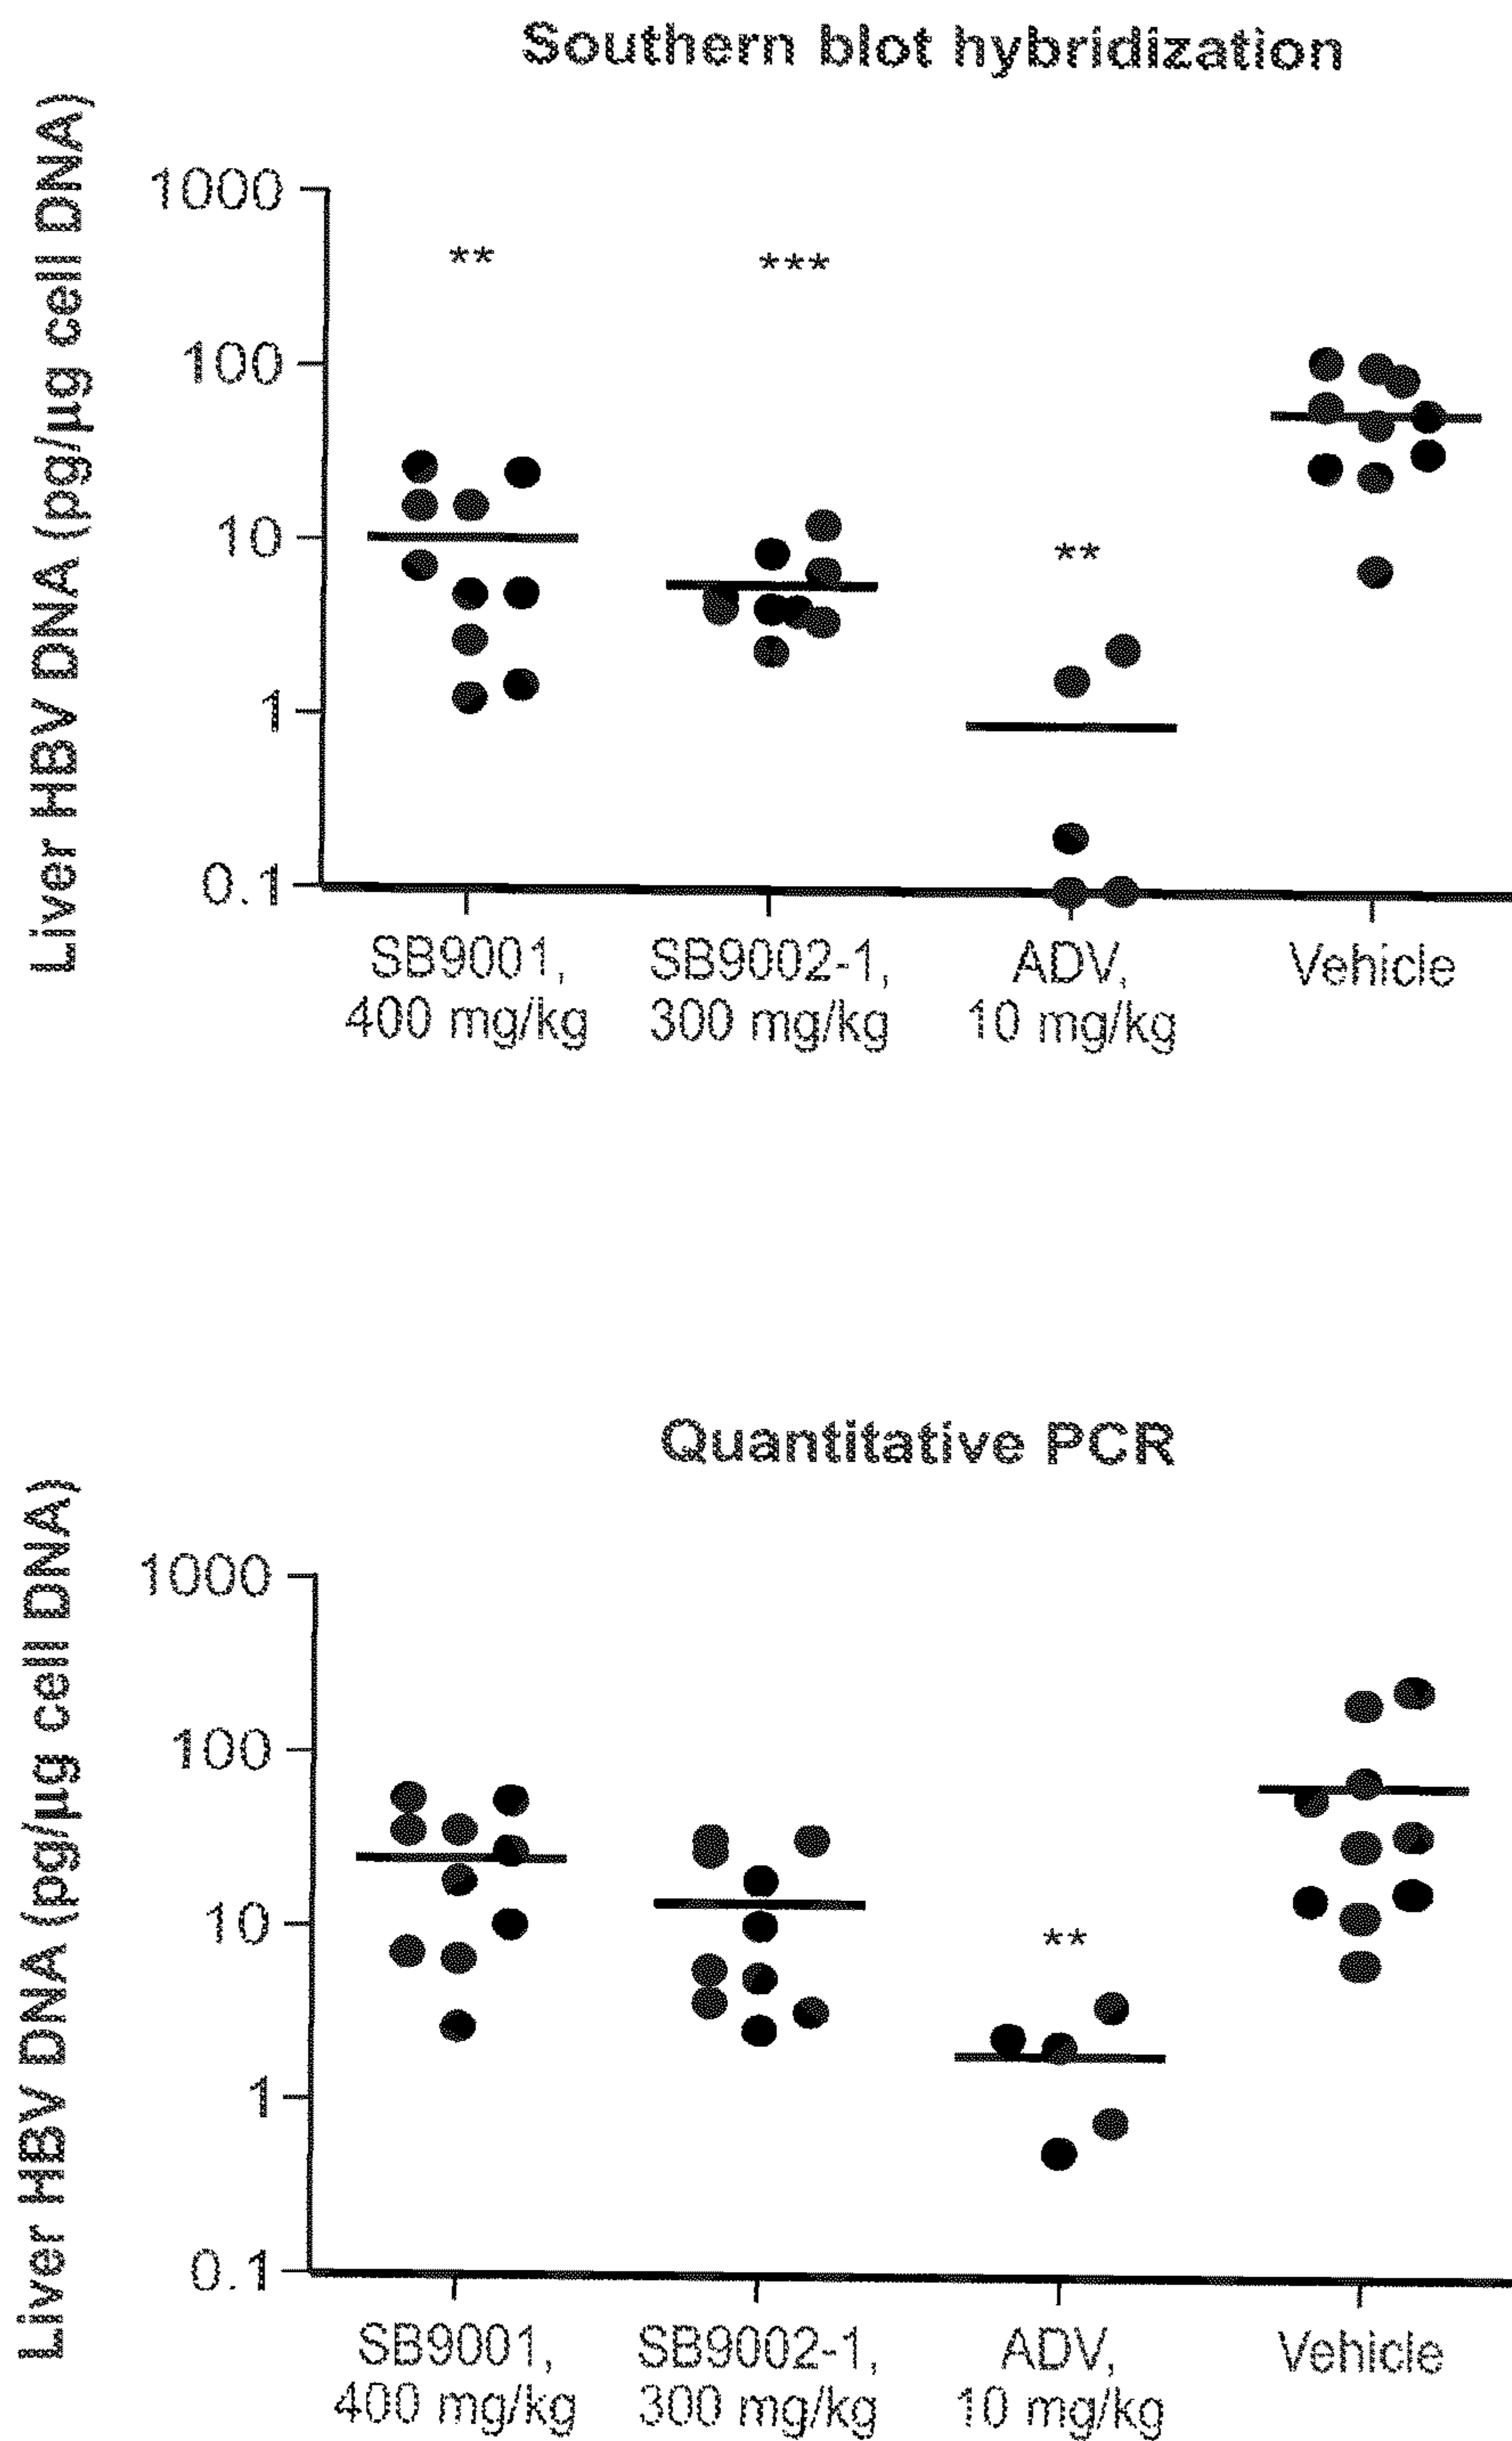 Southern blot hybridization
Liver HBV DNA (pg/µg cell DNA)
1000
100
10
1
0.1
**
***
**
SB9001,
400 mg/kg
SB9002-1,
300 mg/kg
ADV,
10 mg/kg
Vehicle
Quantitative PCR
Liver HBV DNA (pg/µg cell DNA)
1000
100
10
1
0.1
**
SB9001,
400 mg/kg
SB9002-1,
300 mg/kg
ADV,
10 mg/kg
Vehicle